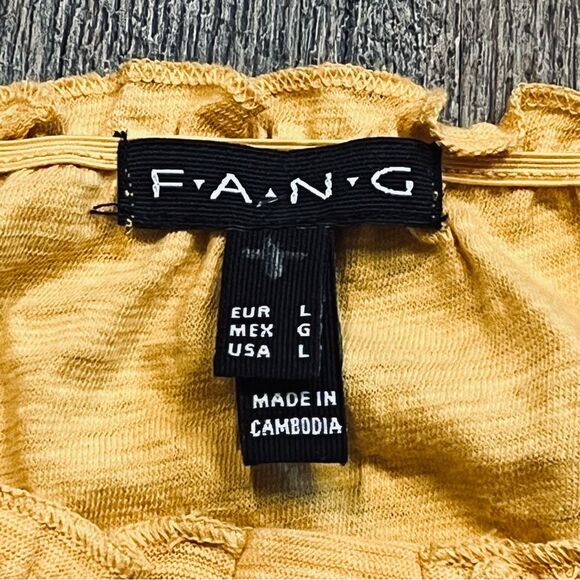 F▼A▲N▼G
EUR L
MEX G
USA L
MADE IN
CAMBODIA